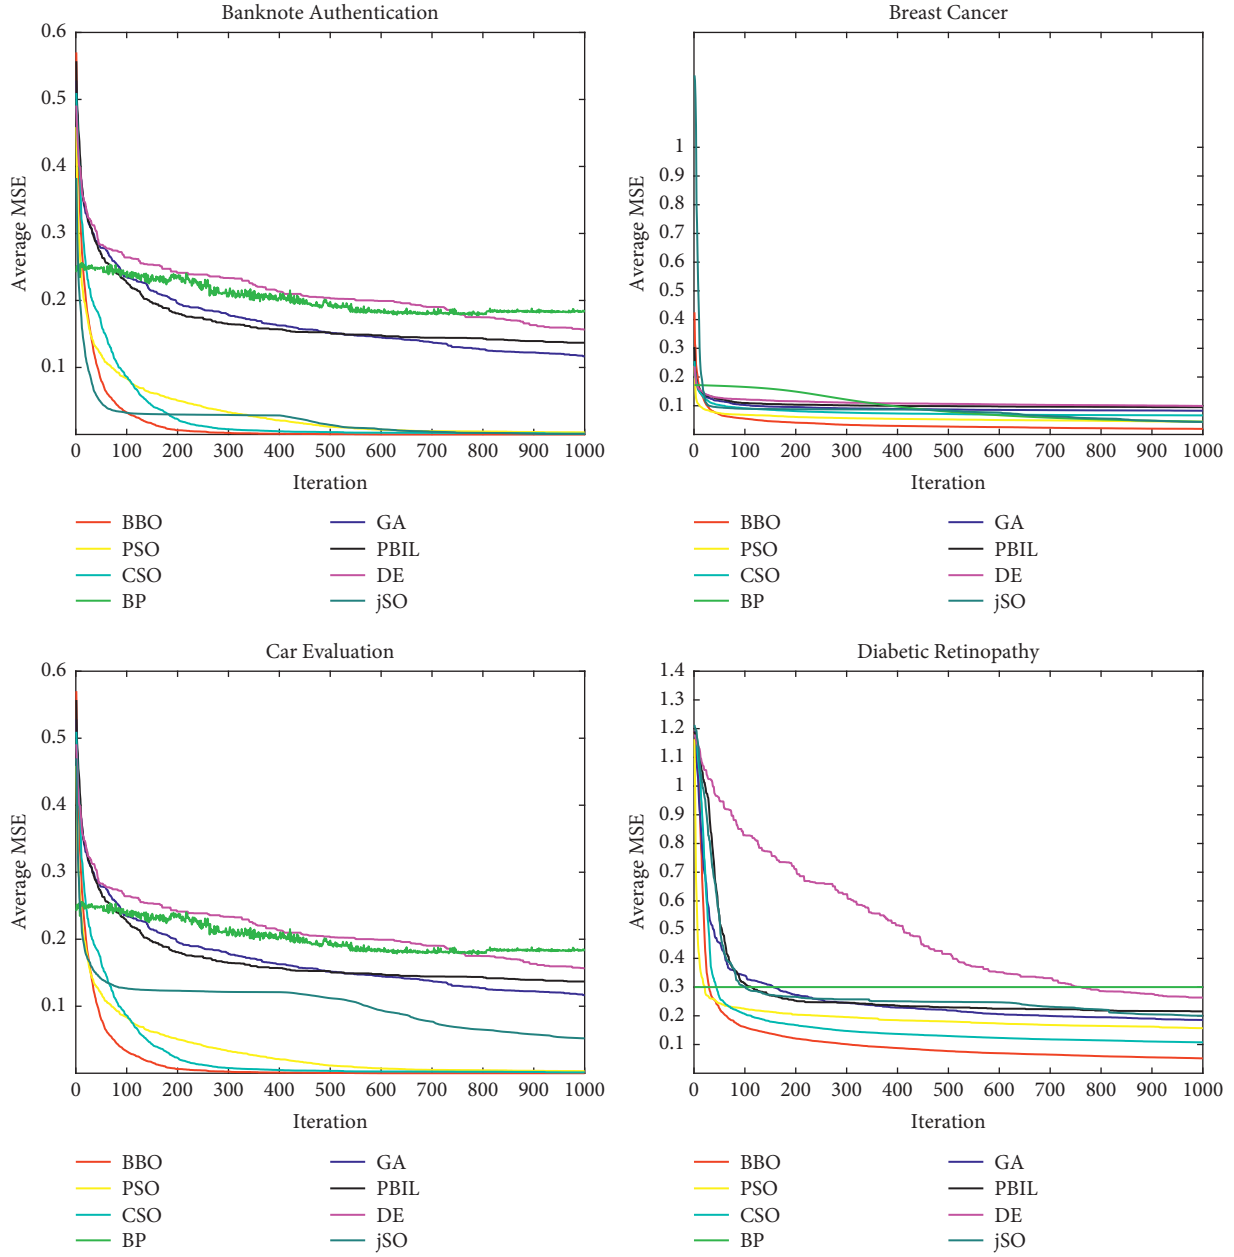 Banknote Authentication
0.6
0.5
0.4
0.3
0.2
0.1
Average MSE
0 100 200 300 400 500 600 700 800 900 1000
Iteration
BBO
PSO
CSO
BP
GA
PBIL
DE
jSO
Breast Cancer
1
0.9
0.8
0.7
0.6
0.5
0.4
0.3
0.2
0.1
Average MSE
0 100 200 300 400 500 600 700 800 900 1000
Iteration
BBO
PSO
CSO
BP
GA
PBIL
DE
jSO
Car Evaluation
0.6
0.5
0.4
0.3
0.2
0.1
Average MSE
0 100 200 300 400 500 600 700 800 900 1000
Iteration
BBO
PSO
CSO
BP
GA
PBIL
DE
jSO
Diabetic Retinopathy
1.4
1.3
1.2
1.1
1
0.9
0.8
0.7
0.6
0.5
0.4
0.3
0.2
0.1
Average MSE
0 100 200 300 400 500 600 700 800 900 1000
Iteration
BBO
PSO
CSO
BP
GA
PBIL
DE
jSO